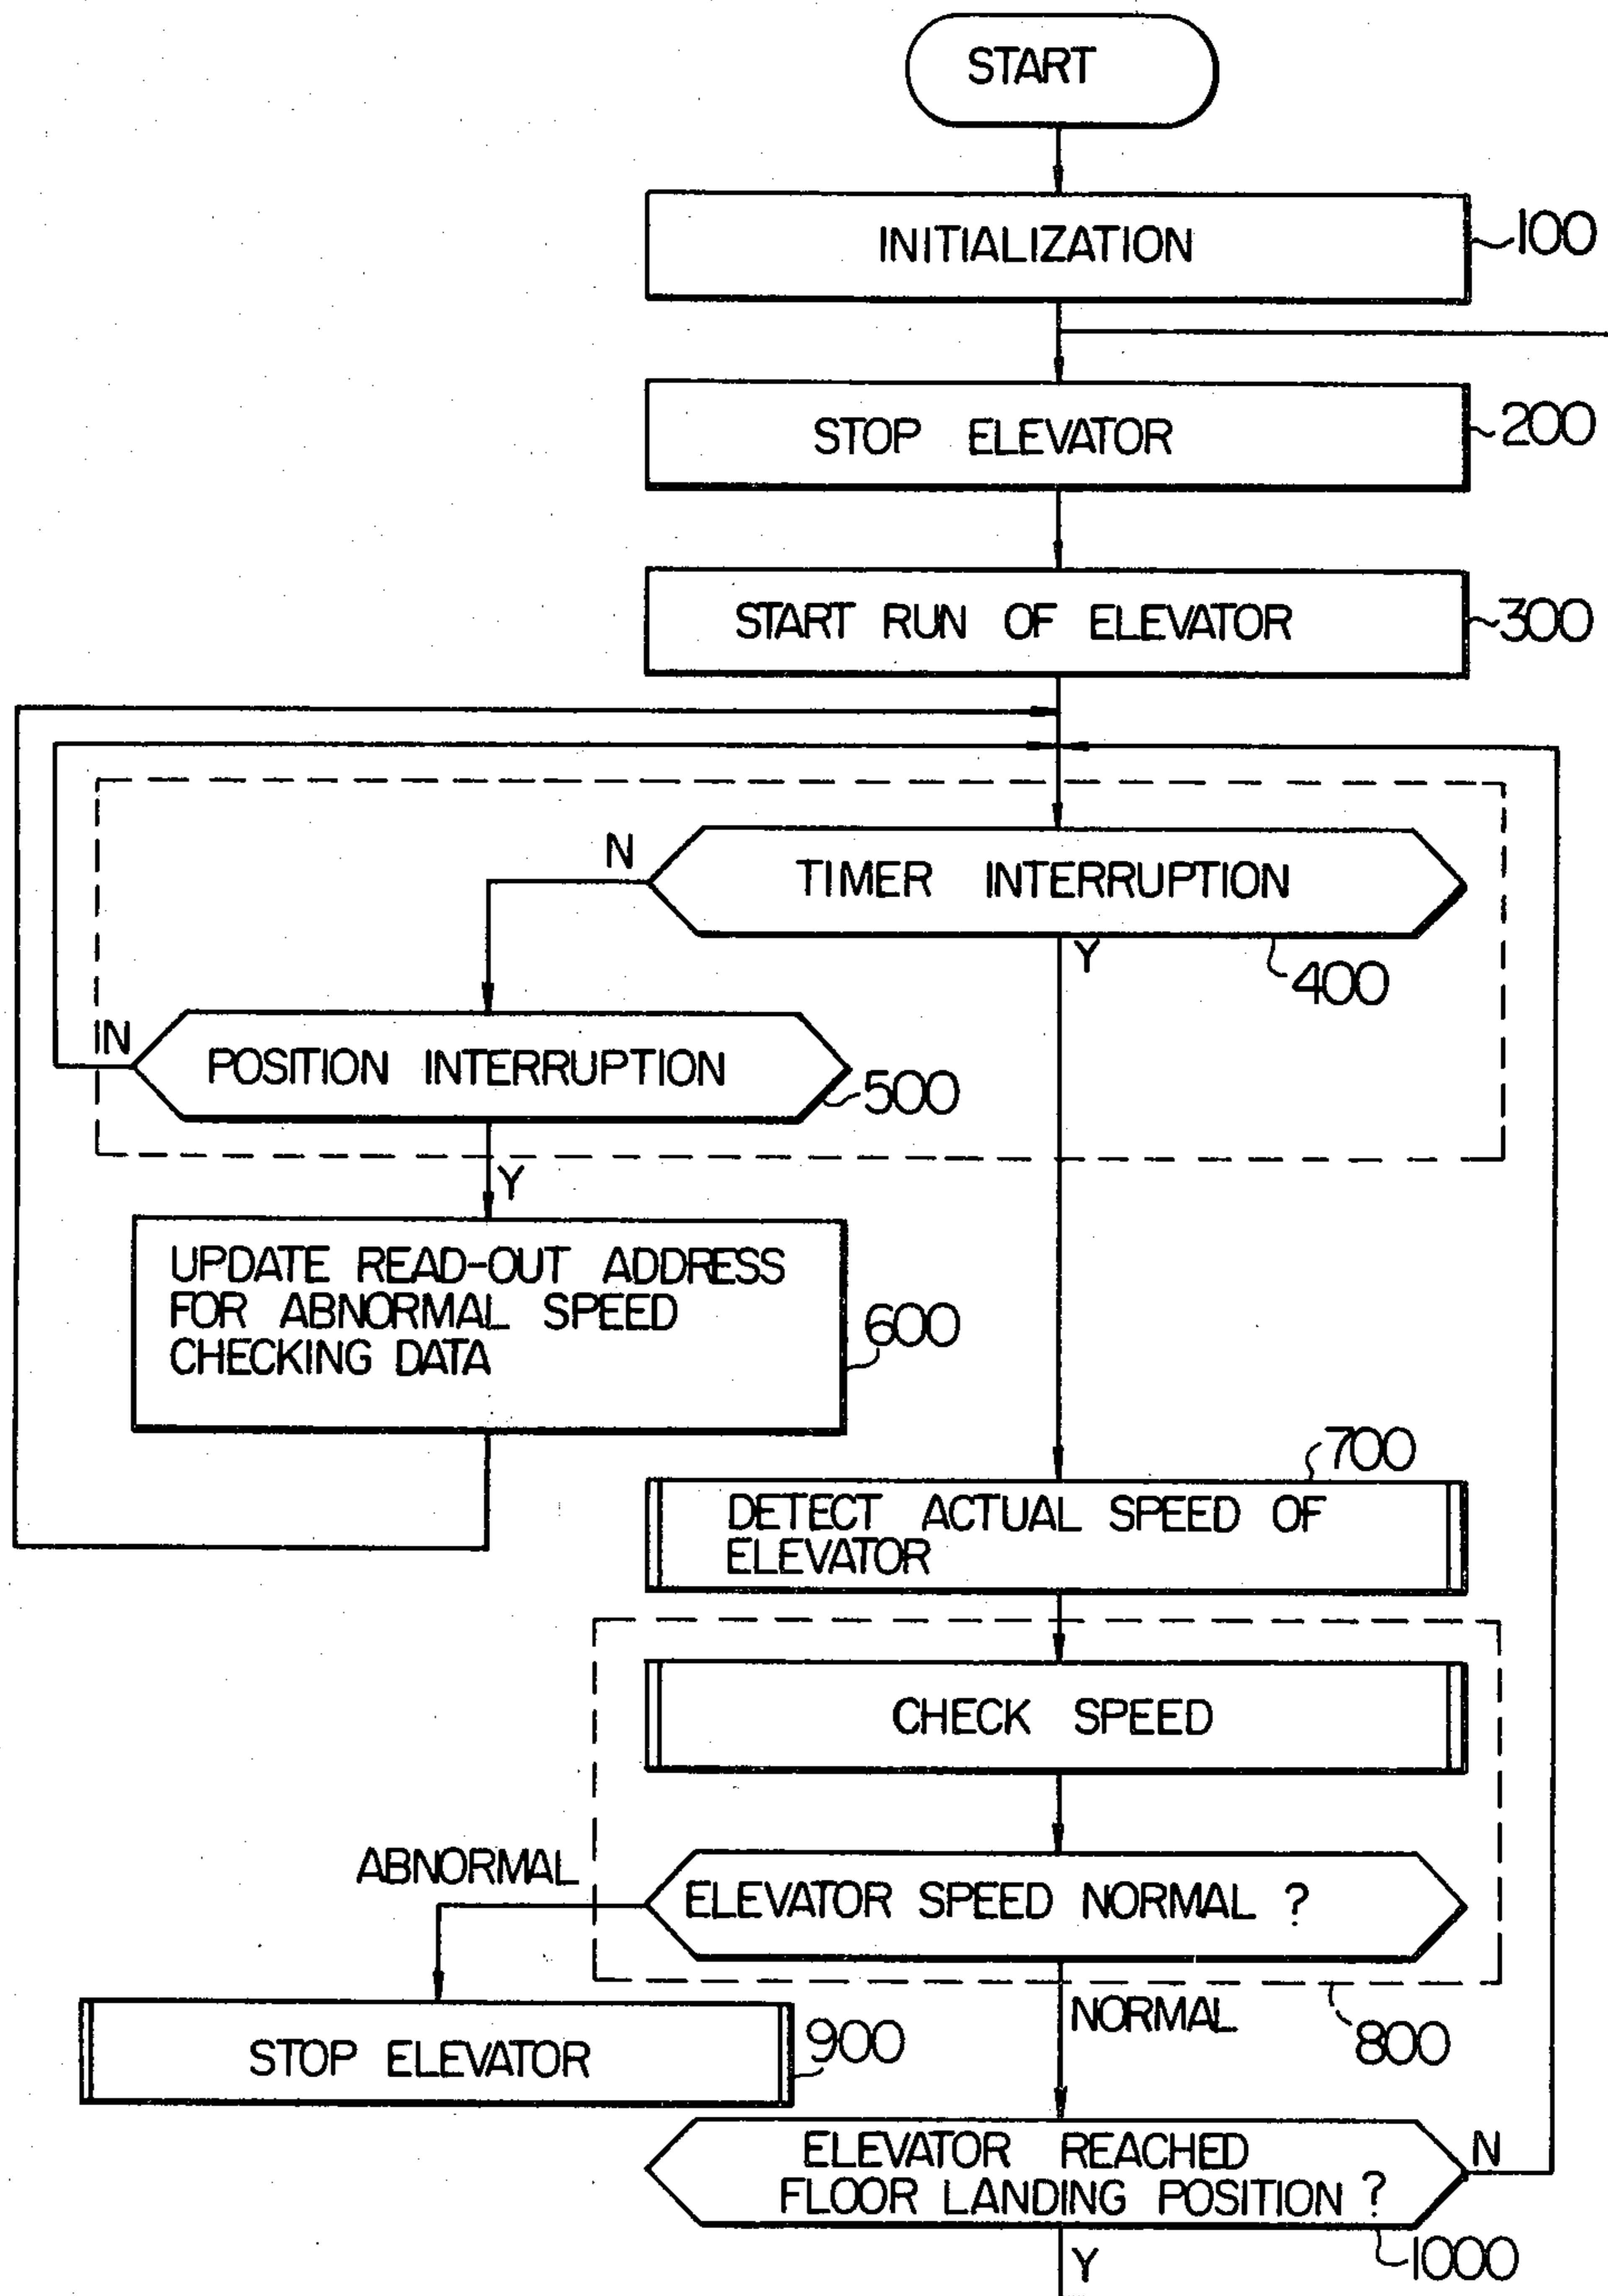 START
INITIALIZATION
100
STOP ELEVATOR
200
START RUN OF ELEVATOR
300
N
TIMER INTERRUPTION
Y
400
N
POSITION INTERRUPTION
500
Y
UPDATE READ-OUT ADDRESS
FOR ABNORMAL SPEED
CHECKING DATA
600
700
DETECT ACTUAL SPEED OF
ELEVATOR
CHECK SPEED
ABNORMAL
ELEVATOR SPEED NORMAL ?
NORMAL
800
STOP ELEVATOR
900
ELEVATOR REACHED
FLOOR LANDING POSITION ?
N
1000
Y